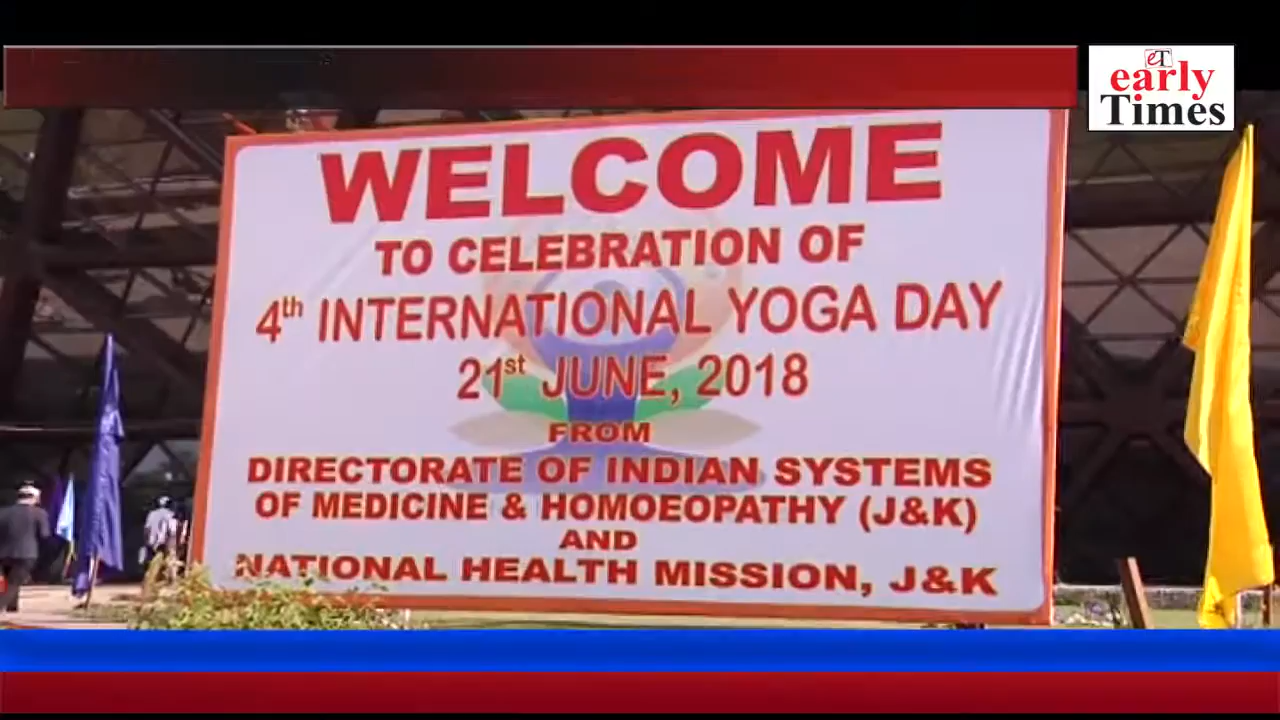 eT
early
Times
WELCOME
TO CELEBRATION OF
4th INTERNATIONAL YOGA DAY
21st JUNE, 2018
FROM
DIRECTORATE OF INDIAN SYSTEMS
OF MEDICINE & HOMOEOPATHY (J&K)
AND
NATIONAL HEALTH MISSION, J&K